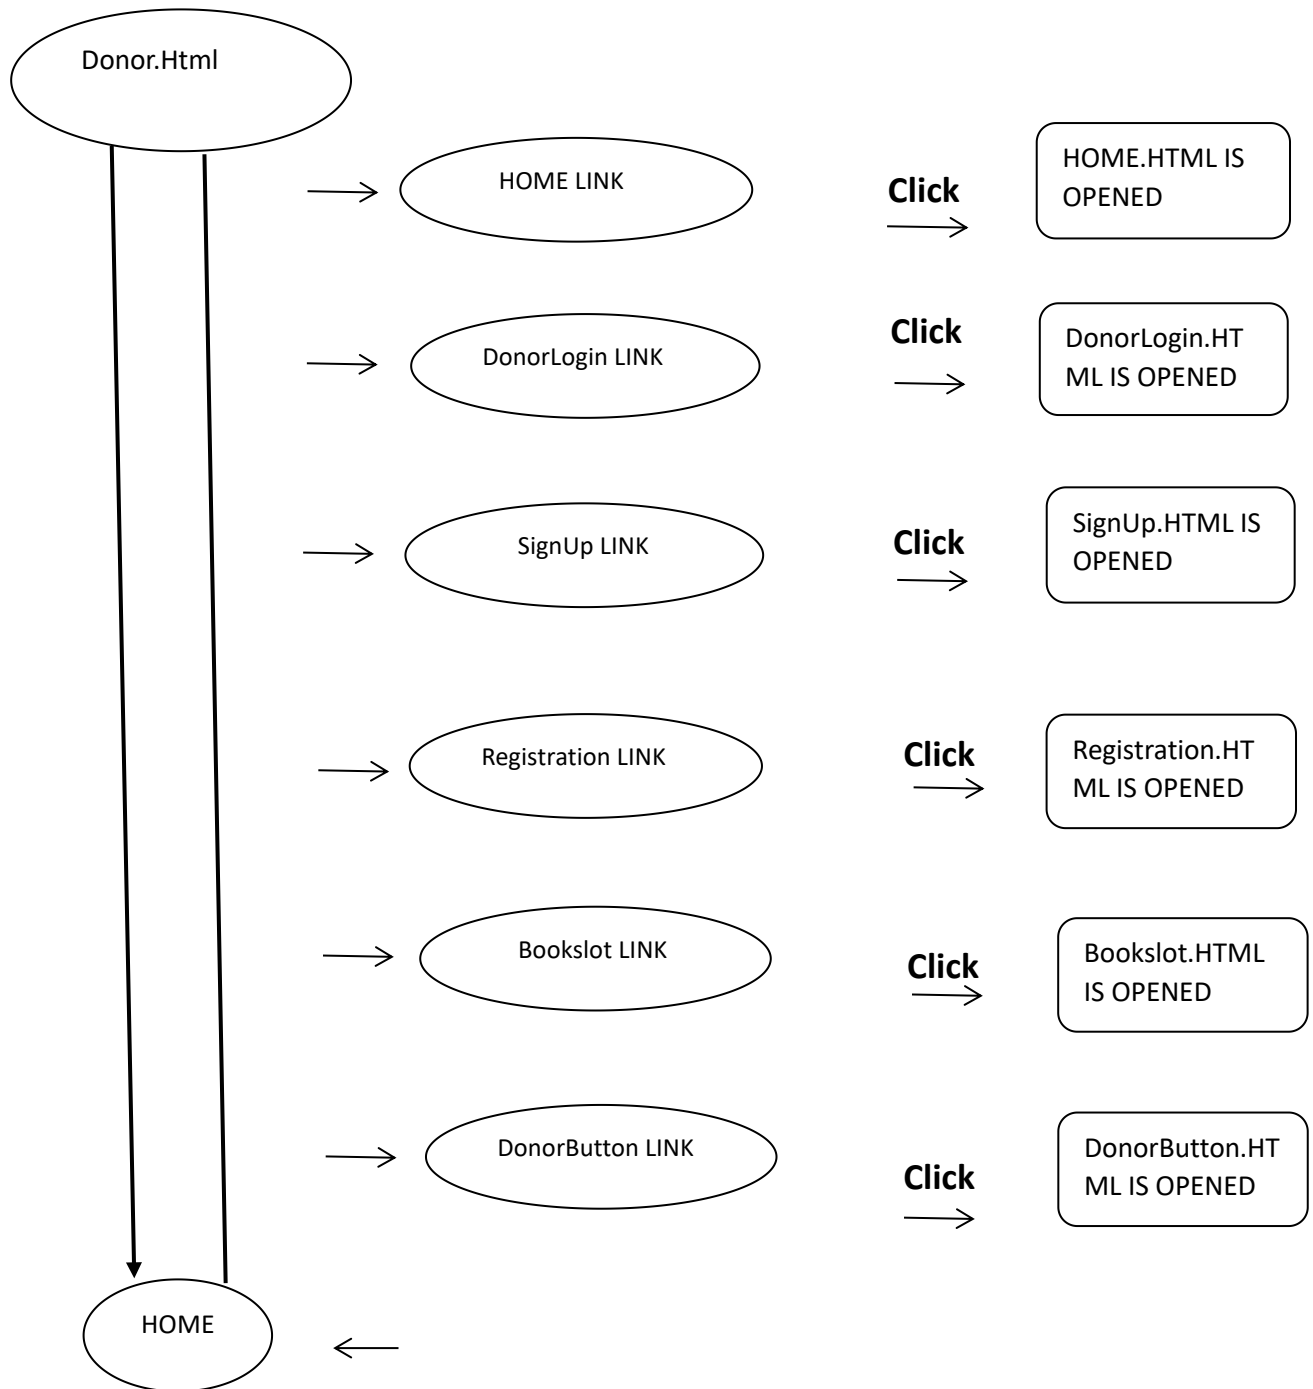 Donor.Html
HOME LINK
Click
HOME.HTML IS
OPENED
DonorLogin LINK
Click
DonorLogin.HT
ML IS OPENED
SignUp LINK
Click
SignUp.HTML IS
OPENED
Registration LINK
Click
Registration.HT
ML IS OPENED
Bookslot LINK
Click
Bookslot.HTML
IS OPENED
DonorButton LINK
Click
DonorButton.HT
ML IS OPENED
HOME